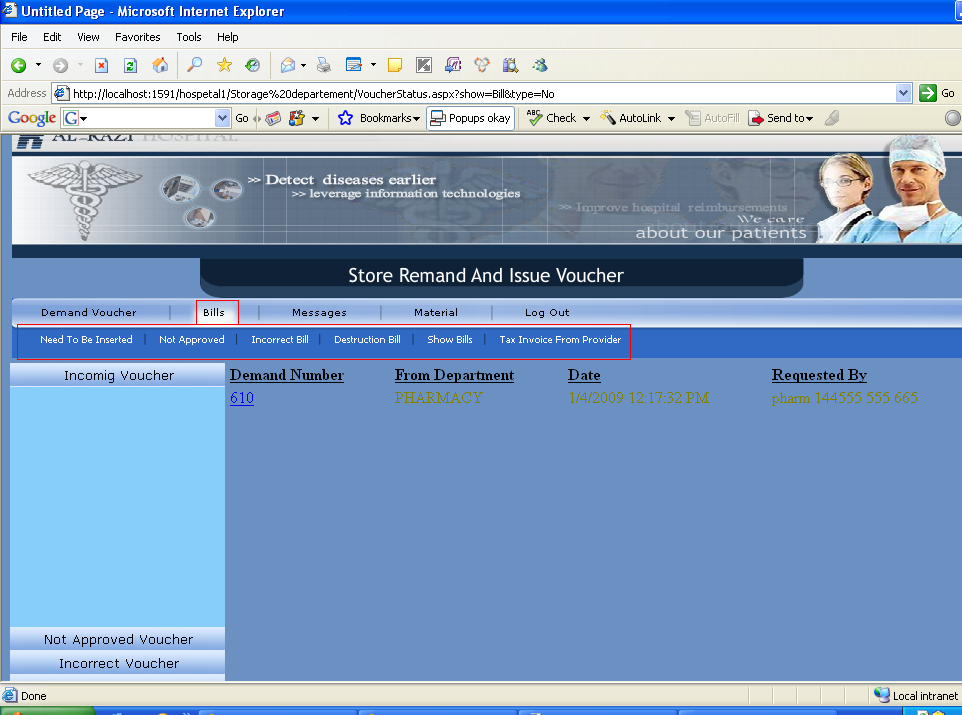 Untitled Page - Microsoft Internet Explorer
File Edit View Favorites Tools Help
Address http://localhost:1591/hospetal1/Storage%20departement/VoucherStatus.aspx?show=Bill&type=No Go
Google G Go Bookmarks Popups okay ABC Check AutoLink AutoFill Send to
AL-RAZI HOSPITAL
>> Detect diseases earlier
>> leverage information technologies
>> Improve hospital reimbursements
We care
about our patients
Store Remand And Issue Voucher
Demand Voucher | Bills | Messages | Material | Log Out
Need To Be Inserted | Not Approved | Incorrect Bill | Destruction Bill | Show Bills | Tax Invoice From Provider
Incomig Voucher
Demand Number From Department Date Requested By
610 PHARMACY 1/4/2009 12:17:32 PM pharm 144555 555 665
Not Approved Voucher
Incorrect Voucher
Done Local intranet